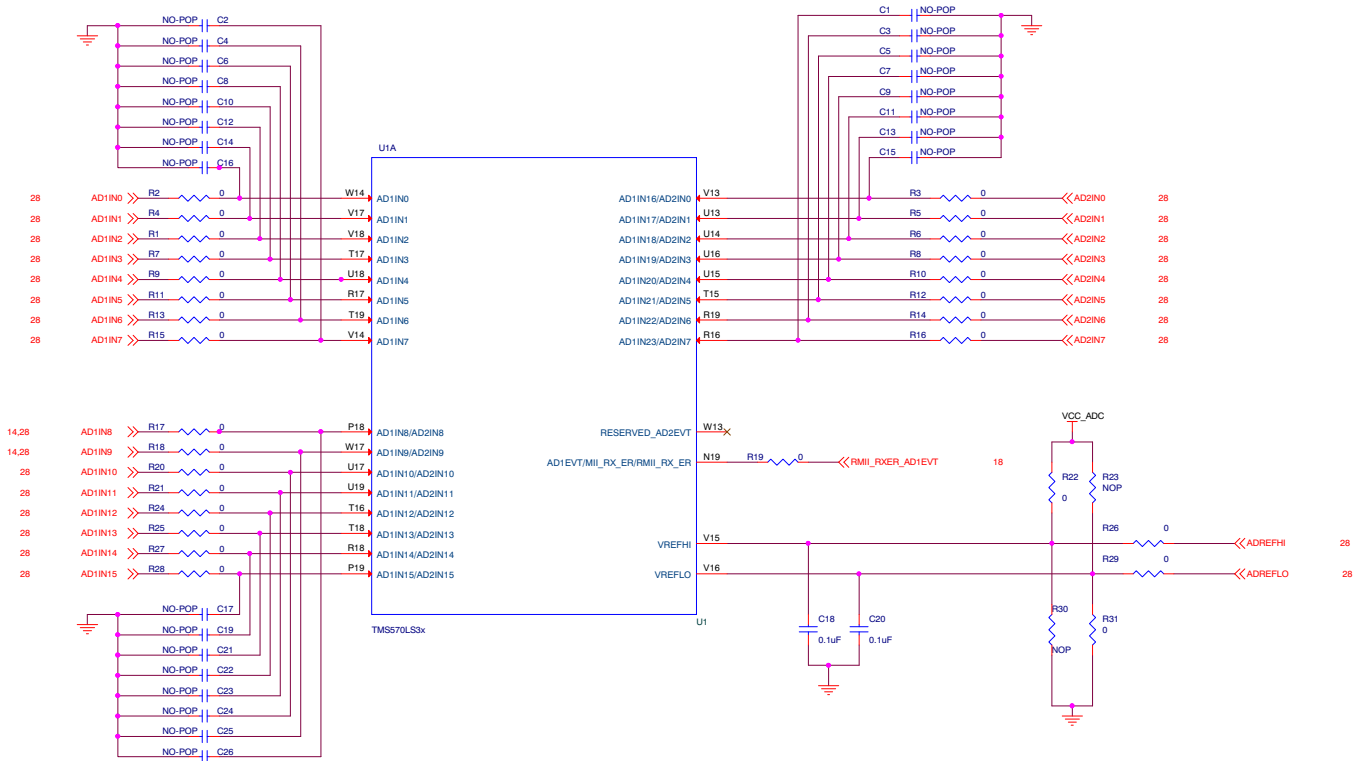 NO-POP C2
NO-POP C4
NO-POP C6
NO-POP C8
NO-POP C10
NO-POP C12
NO-POP C14
NO-POP C16
C1 NO-POP
C3 NO-POP
C5 NO-POP
C7 NO-POP
C9 NO-POP
C11 NO-POP
C13 NO-POP
C15 NO-POP
U1A
28 AD1IN0 R2 0 W14 AD1IN0
28 AD1IN1 R4 0 V17 AD1IN1
28 AD1IN2 R1 0 V18 AD1IN2
28 AD1IN3 R7 0 T17 AD1IN3
28 AD1IN4 R9 0 U18 AD1IN4
28 AD1IN5 R11 0 R17 AD1IN5
28 AD1IN6 R13 0 T19 AD1IN6
28 AD1IN7 R15 0 V14 AD1IN7
AD1IN16/AD2IN0 V13 R3 0 AD2IN0 28
AD1IN17/AD2IN1 U13 R5 0 AD2IN1 28
AD1IN18/AD2IN2 U14 R6 0 AD2IN2 28
AD1IN19/AD2IN3 U16 R8 0 AD2IN3 28
AD1IN20/AD2IN4 U15 R10 0 AD2IN4 28
AD1IN21/AD2IN5 T15 R12 0 AD2IN5 28
AD1IN22/AD2IN6 R19 R14 0 AD2IN6 28
AD1IN23/AD2IN7 R16 R16 0 AD2IN7 28
14,28 AD1IN8 R17 0 P18 AD1IN8/AD2IN8
14,28 AD1IN9 R18 0 W17 AD1IN9/AD2IN9
28 AD1IN10 R20 0 U17 AD1IN10/AD2IN10
28 AD1IN11 R21 0 U19 AD1IN11/AD2IN11
28 AD1IN12 R24 0 T16 AD1IN12/AD2IN12
28 AD1IN13 R25 0 T18 AD1IN13/AD2IN13
28 AD1IN14 R27 0 R18 AD1IN14/AD2IN14
28 AD1IN15 R28 0 P19 AD1IN15/AD2IN15
RESERVED_AD2EVT W13
AD1EVT/MII_RX_ER/RMII_RX_ER N19 R19 0 RMII_RXER_AD1EVT 18
VCC_ADC
R22
0
R23
NOP
VREFHI V15 R26 0 ADREFHI 28
VREFLO V16 R29 0 ADREFLO 28
NO-POP C17
NO-POP C19
NO-POP C21
NO-POP C22
NO-POP C23
NO-POP C24
NO-POP C25
NO-POP C26
TMS570LS3x
U1
C18
0.1uF
C20
0.1uF
R30
NOP
R31
0